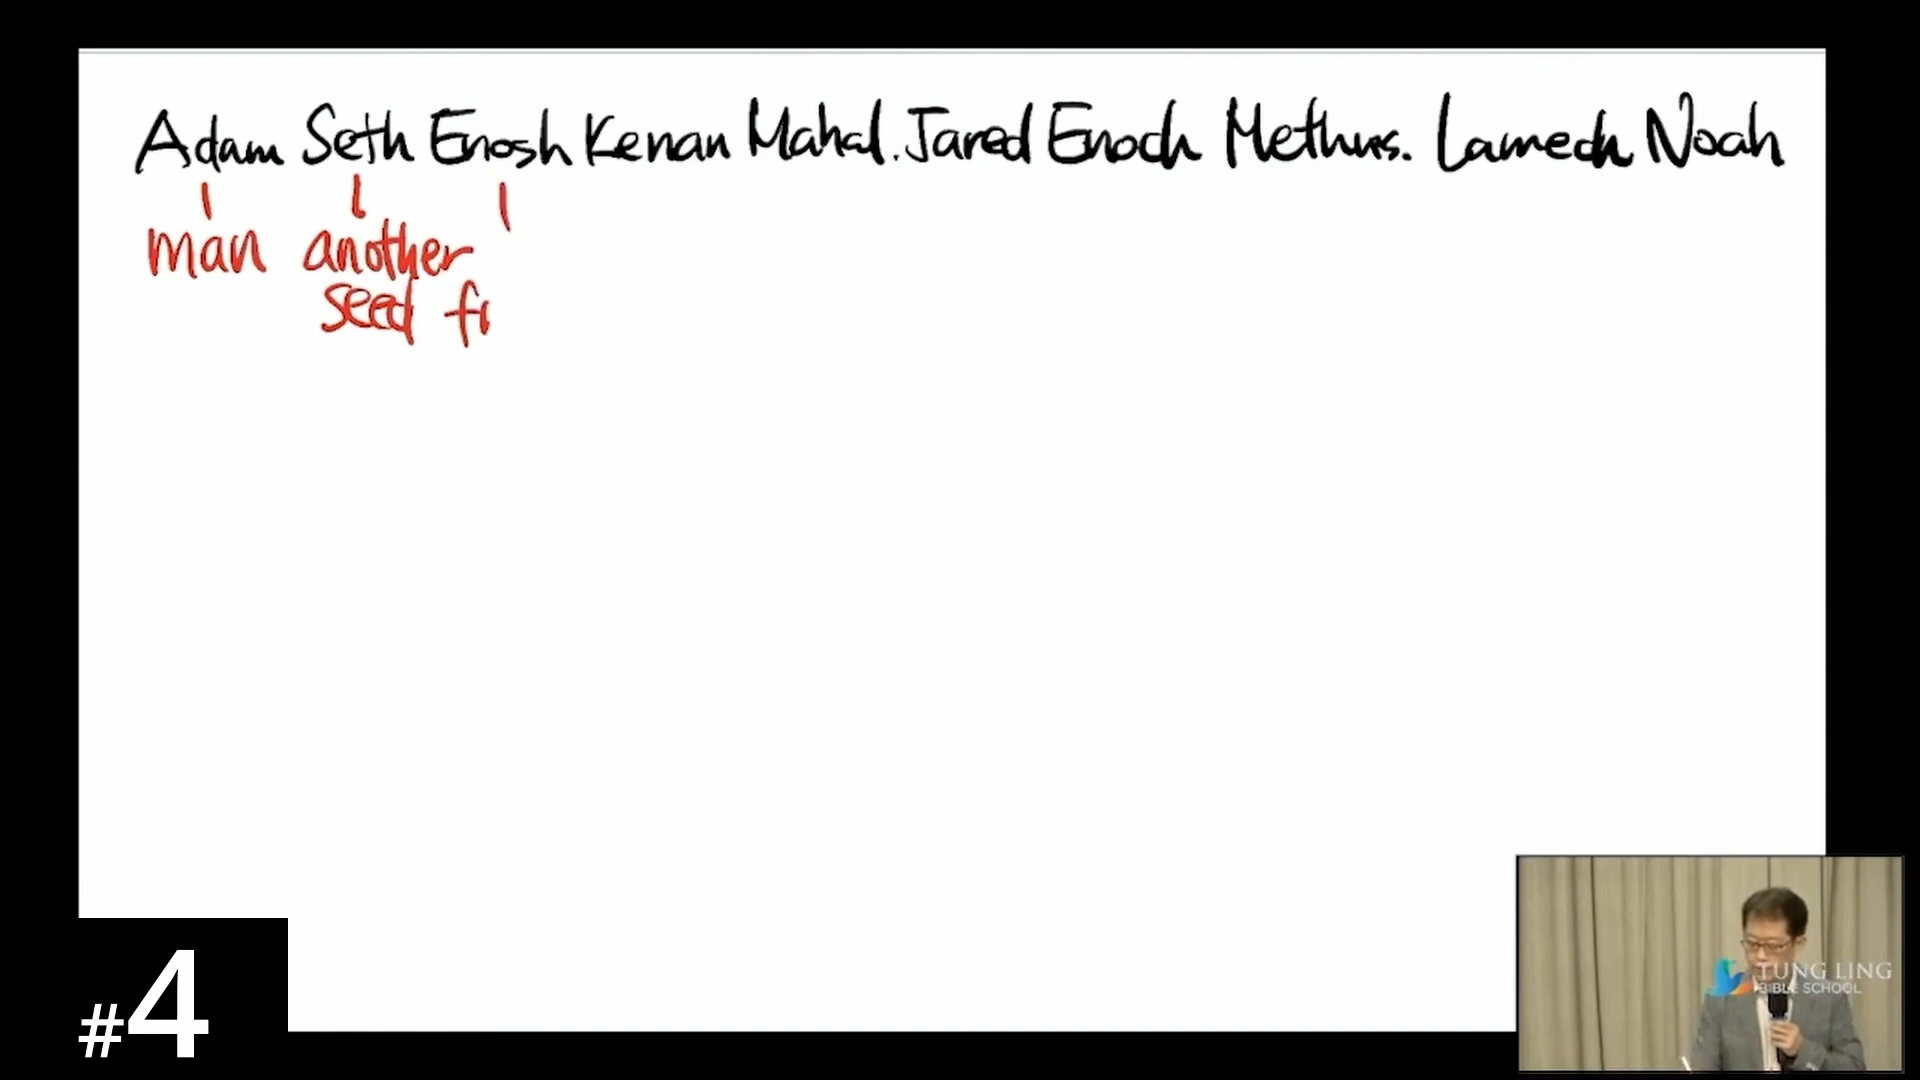 Adam Seth Enosh Kenan Mahal. Jared Enoch Methus. Lamech Noah
man another
seed
#4
TUNG LING
BIBLE SCHOOL